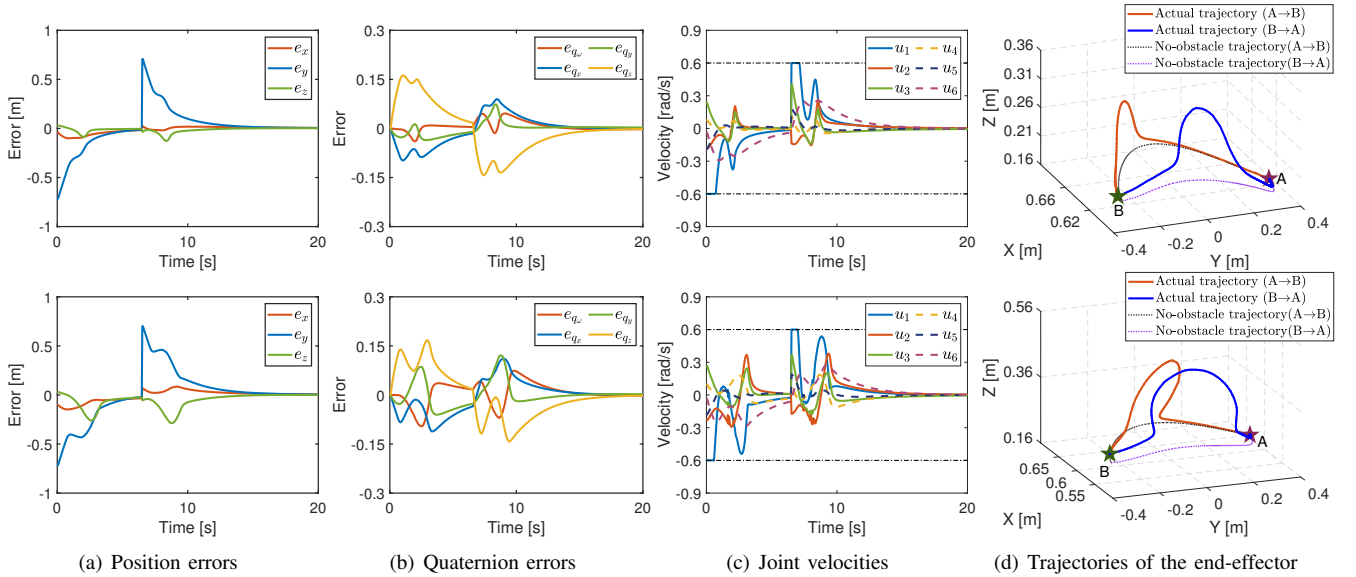 1
0.5
0
-0.5
-1
0
10
20
Error [m]
Time [s]
e_x
e_y
e_z
0.3
0.15
0
-0.15
-0.3
0
10
20
Error
Time [s]
e_{q_ω} e_{q_y}
e_{q_x} e_{q_z}
0.9
0.6
0.3
0
-0.3
-0.6
-0.9
0
5
10
15
20
Velocity [rad/s]
Time [s]
u_1 u_4
u_2 u_5
u_3 u_6
Actual trajectory (A→B)
Actual trajectory (B→A)
No-obstacle trajectory(A→B)
No-obstacle trajectory(B→A)
0.36
0.31
0.26
0.21
0.16
Z [m]
0.66
0.62
X [m]
-0.4
-0.2
0
0.2
0.4
Y [m]
A
B
1
0.5
0
-0.5
-1
0
10
20
Error [m]
Time [s]
e_x
e_y
e_z
0.3
0.15
0
-0.15
-0.3
0
10
20
Error
Time [s]
e_{q_ω} e_{q_y}
e_{q_x} e_{q_z}
0.9
0.6
0.3
0
-0.3
-0.6
-0.9
0
5
10
15
20
Velocity [rad/s]
Time [s]
u_1 u_4
u_2 u_5
u_3 u_6
Actual trajectory (A→B)
Actual trajectory (B→A)
No-obstacle trajectory(A→B)
No-obstacle trajectory(B→A)
0.56
0.46
0.36
0.26
0.16
Z [m]
0.65
0.6
0.55
X [m]
-0.4
-0.2
0
0.2
0.4
Y [m]
A
B
(a) Position errors
(b) Quaternion errors
(c) Joint velocities
(d) Trajectories of the end-effector